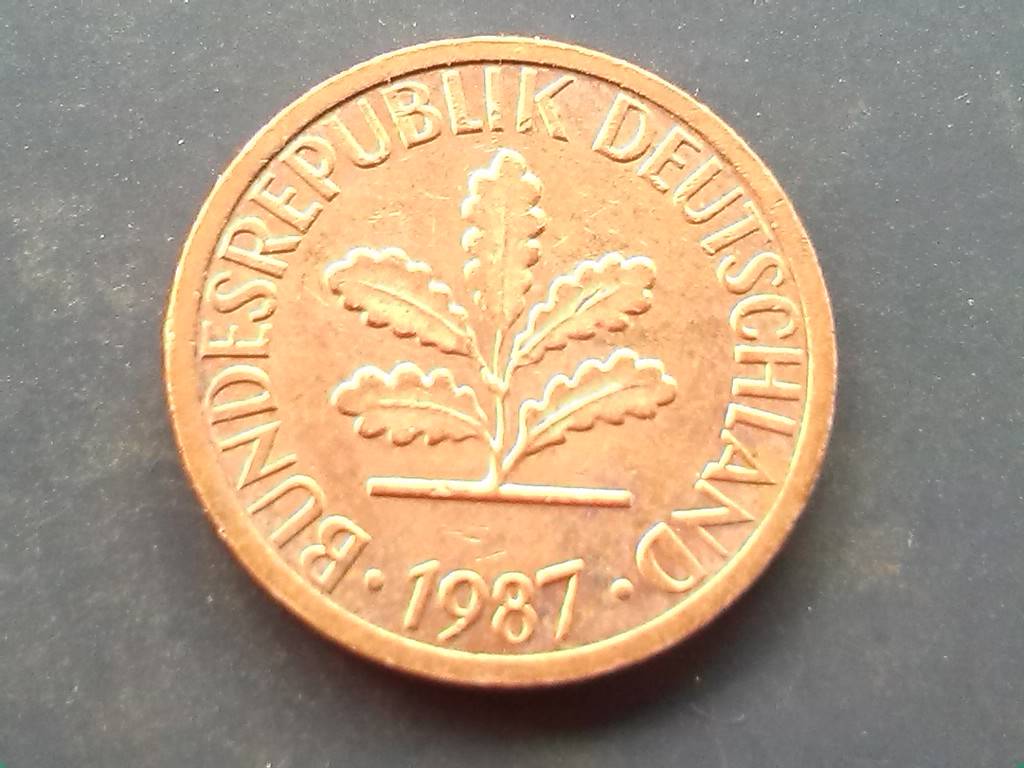 BUNDESREPUBLIK DEUTSCHLAND
· 1987 ·